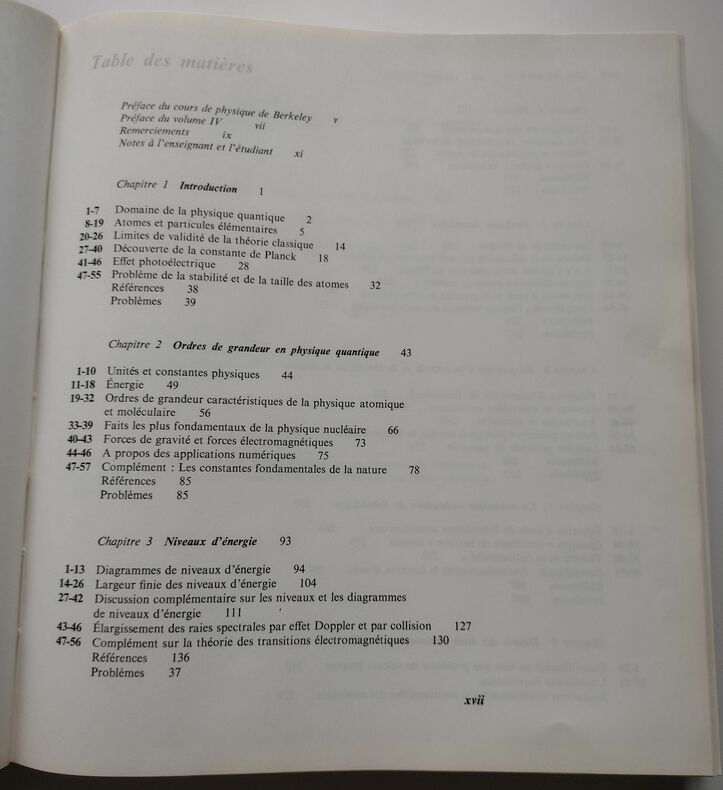 Table des matières
Préface du cours de physique de Berkeley v
Préface du volume IV vii
Remerciements ix
Notes à l'enseignant et l'étudiant xi
Chapitre 1 Introduction 1
1-7 Domaine de la physique quantique 2
8-19 Atomes et particules élémentaires 5
20-26 Limites de validité de la théorie classique 14
27-40 Découverte de la constante de Planck 18
41-46 Effet photoélectrique 28
47-55 Problème de la stabilité et de la taille des atomes 32
Références 38
Problèmes 39
Chapitre 2 Ordres de grandeur en physique quantique 43
1-10 Unités et constantes physiques 44
11-18 Énergie 49
19-32 Ordres de grandeur caractéristiques de la physique atomique
et moléculaire 56
33-39 Faits les plus fondamentaux de la physique nucléaire 66
40-43 Forces de gravité et forces électromagnétiques 73
44-46 A propos des applications numériques 75
47-57 Complément : Les constantes fondamentales de la nature 78
Références 85
Problèmes 85
Chapitre 3 Niveaux d'énergie 93
1-13 Diagrammes de niveaux d'énergie 94
14-26 Largeur finie des niveaux d'énergie 104
27-42 Discussion complémentaire sur les niveaux et les diagrammes
de niveaux d'énergie 111
43-46 Élargissement des raies spectrales par effet Doppler et par collision 127
47-56 Complément sur la théorie des transitions électromagnétiques 130
Références 136
Problèmes 37
xvii